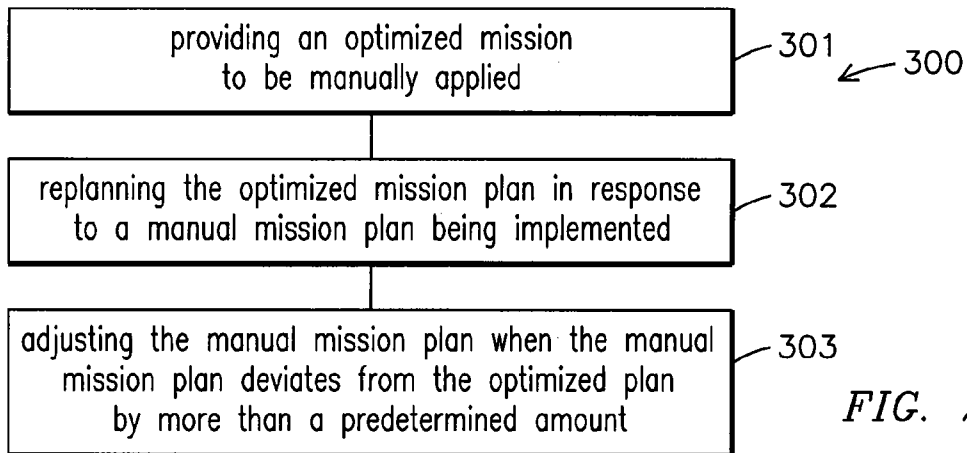 providing an optimized mission
to be manually applied
301
300
replanning the optimized mission plan in response
to a manual mission plan being implemented
302
adjusting the manual mission plan when the manual
mission plan deviates from the optimized plan
by more than a predetermined amount
303
FIG.